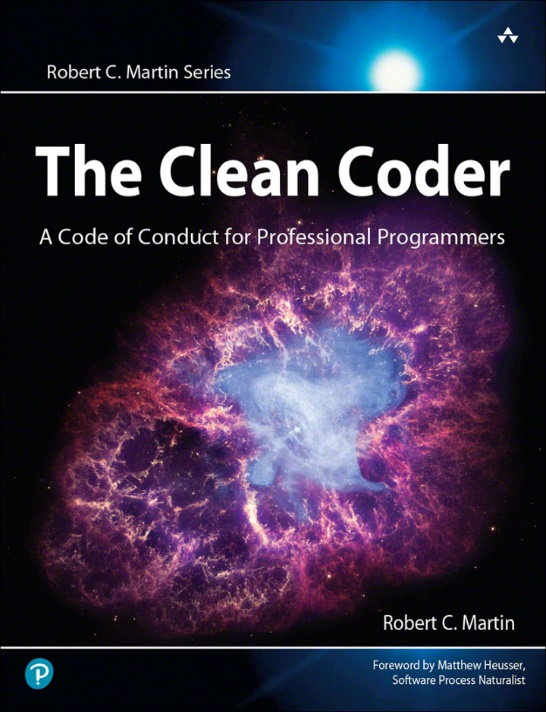 Robert C. Martin Series
The Clean Coder
A Code of Conduct for Professional Programmers
Robert C. Martin
Foreword by Matthew Heusser,
Software Process Naturalist
P